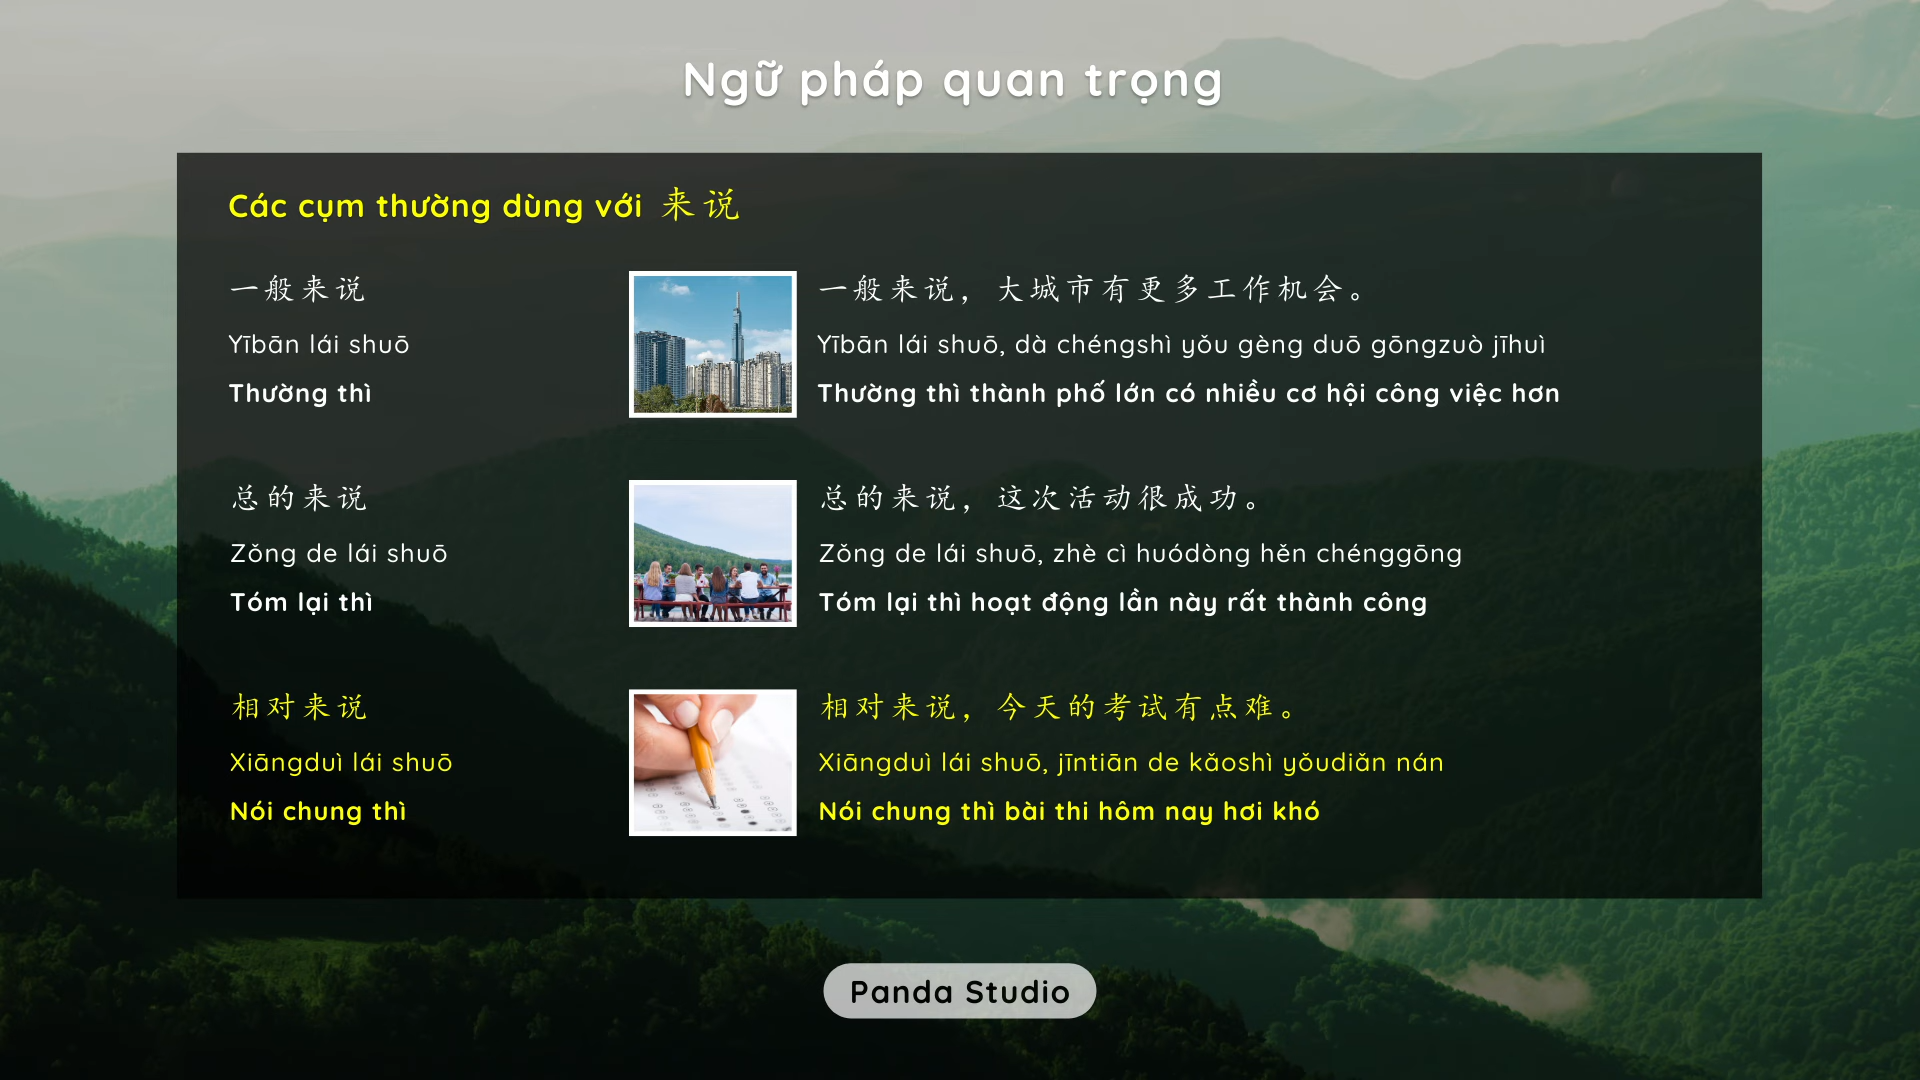 Ngữ pháp quan trọng
Các cụm thường dùng với 来说
一般来说
Yībān lái shuō
Thường thì
一般来说，大城市有更多工作机会。
Yībān lái shuō, dà chéngshì yǒu gèng duō gōngzuò jīhuì
Thường thì thành phố lớn có nhiều cơ hội công việc hơn
总的来说
Zǒng de lái shuō
Tóm lại thì
总的来说，这次活动很成功。
Zǒng de lái shuō, zhè cì huódòng hěn chénggōng
Tóm lại thì hoạt động lần này rất thành công
相对来说
Xiāngduì lái shuō
Nói chung thì
相对来说，今天的考试有点难。
Xiāngduì lái shuō, jīntiān de kǎoshì yǒudiǎn nán
Nói chung thì bài thi hôm nay hơi khó
Panda Studio